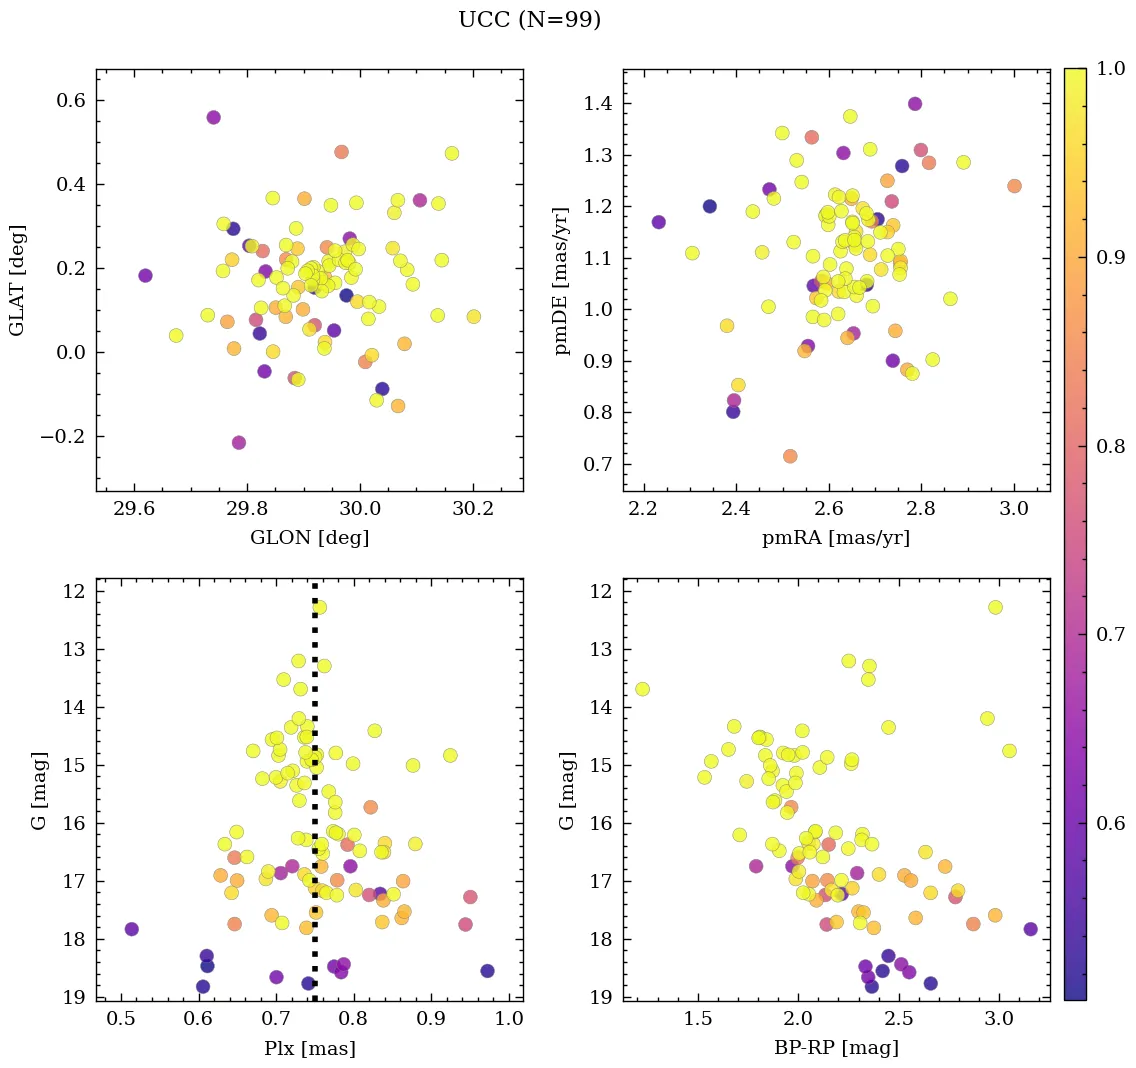 UCC (N=99)
0.6
0.4
0.2
0.0
−0.2
GLAT [deg]
29.6 29.8 30.0 30.2
GLON [deg]
1.4
1.3
1.2
1.1
1.0
0.9
0.8
0.7
pmDE [mas/yr]
2.2 2.4 2.6 2.8 3.0
pmRA [mas/yr]
1.0
0.9
0.8
0.7
0.6
12
13
14
15
16
17
18
19
G [mag]
0.5 0.6 0.7 0.8 0.9 1.0
Plx [mas]
12
13
14
15
16
17
18
19
G [mag]
1.5 2.0 2.5 3.0
BP-RP [mag]